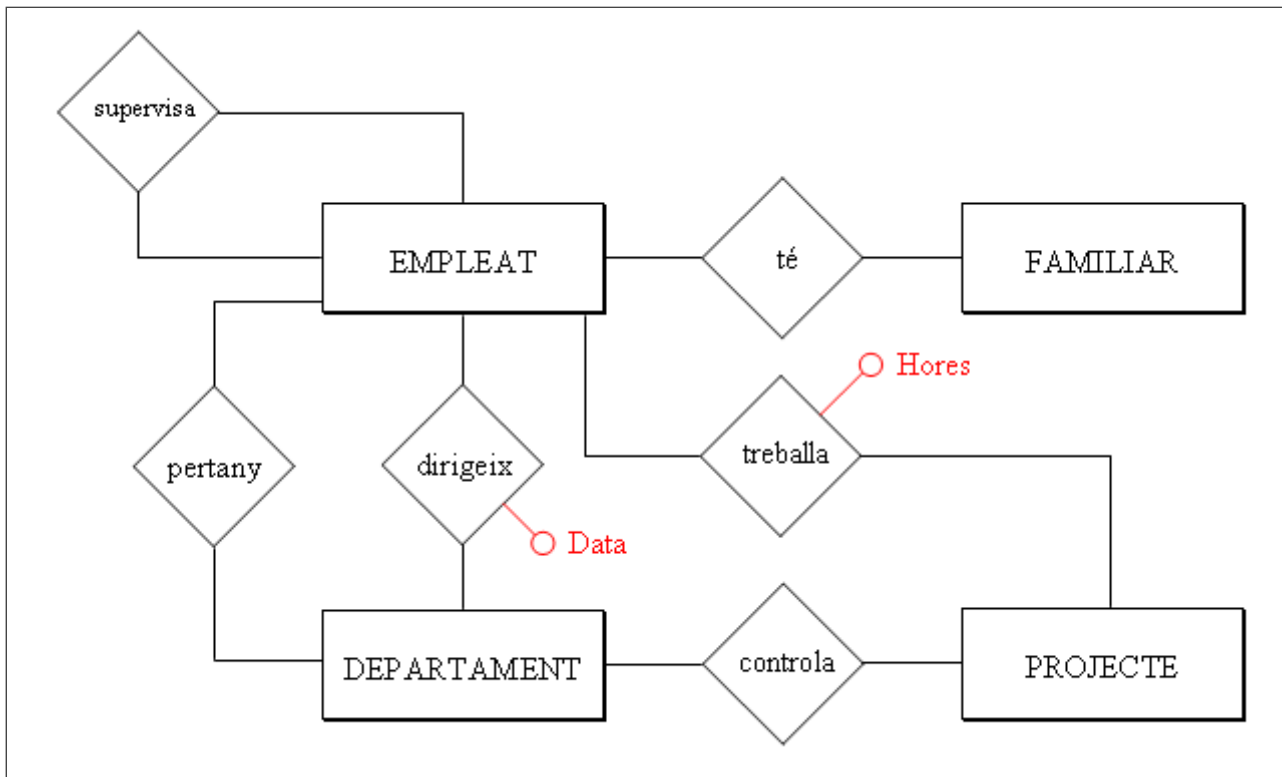 supervisa
EMPLEAT
té
FAMILIAR
Hores
pertany
dirigeix
treballa
Data
DEPARTAMENT
controla
PROJECTE